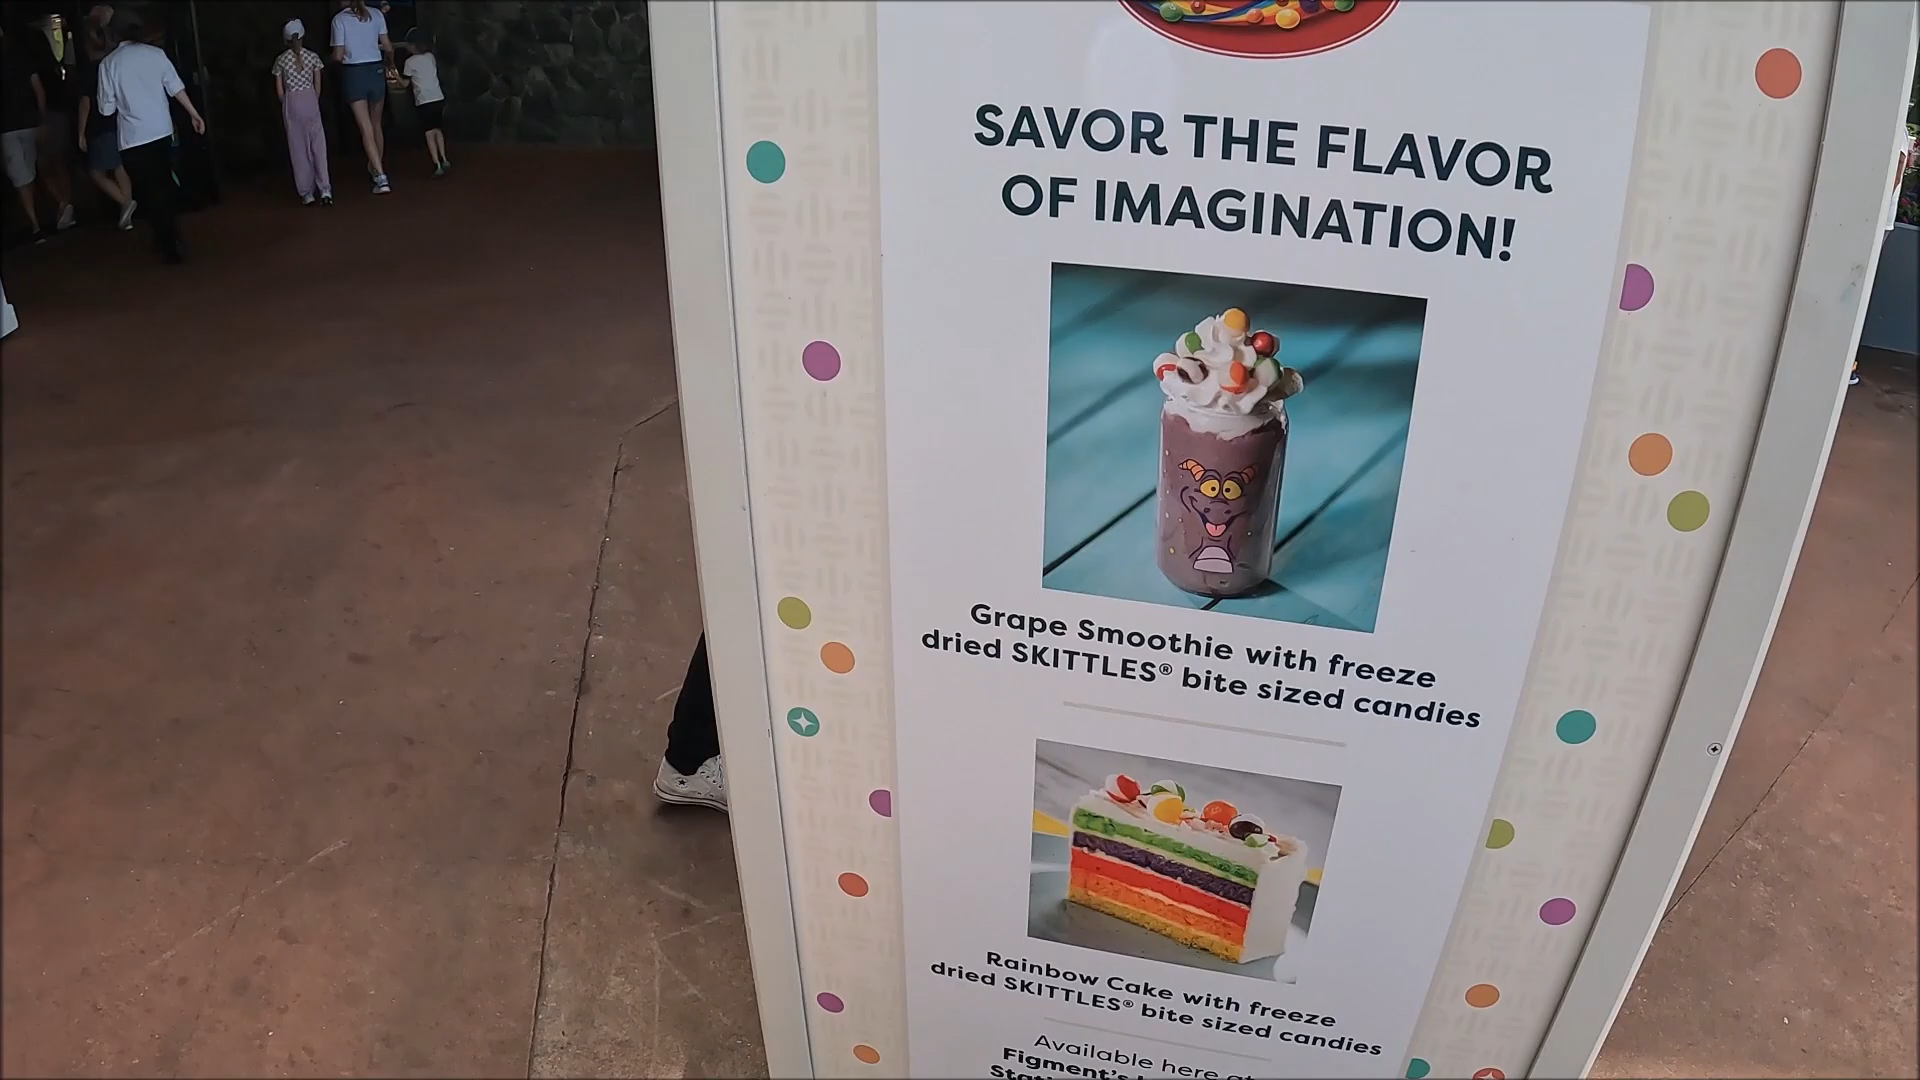 SAVOR THE FLAVOR
OF IMAGINATION!
Grape Smoothie with freeze
dried SKITTLES® bite sized candies
Rainbow Cake with freeze
dried SKITTLES® bite sized candies
Available here at
Figment's